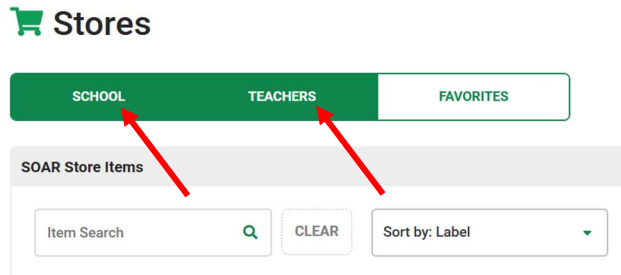 Stores
SCHOOL TEACHERS FAVORITES
SOAR Store Items
Item Search CLEAR Sort by: Label